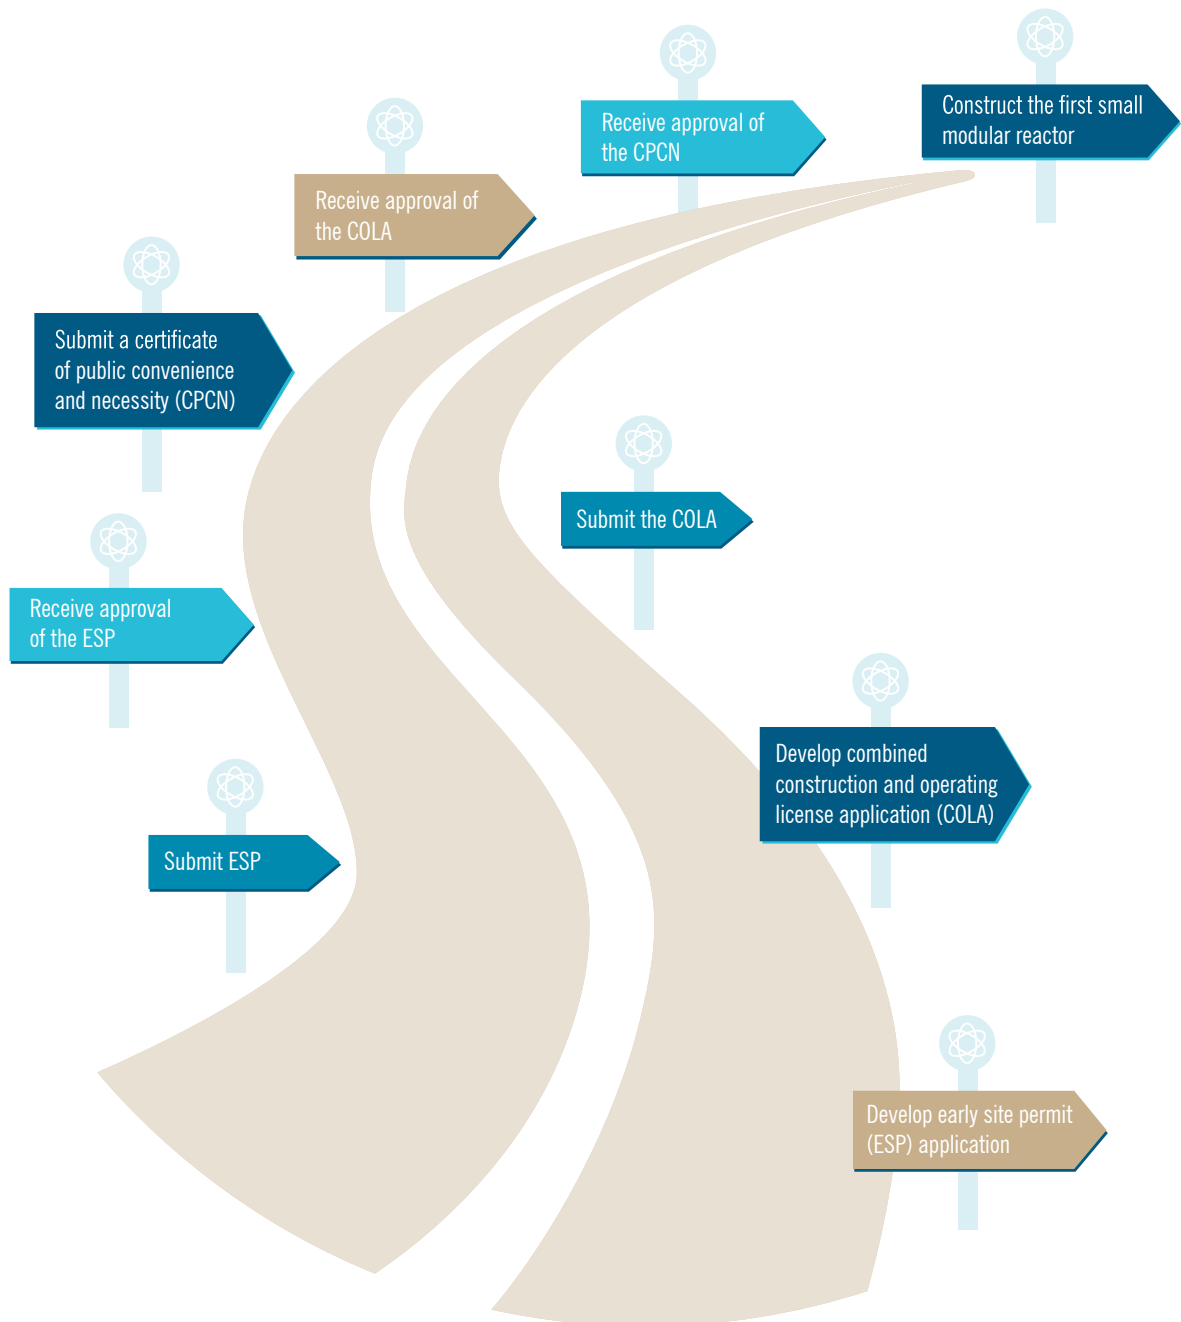 Construct the first small
modular reactor
Receive approval of
the CPCN
Receive approval of
the COLA
Submit a certificate
of public convenience
and necessity (CPCN)
Submit the COLA
Receive approval
of the ESP
Develop combined
construction and operating
license application (COLA)
Submit ESP
Develop early site permit
(ESP) application